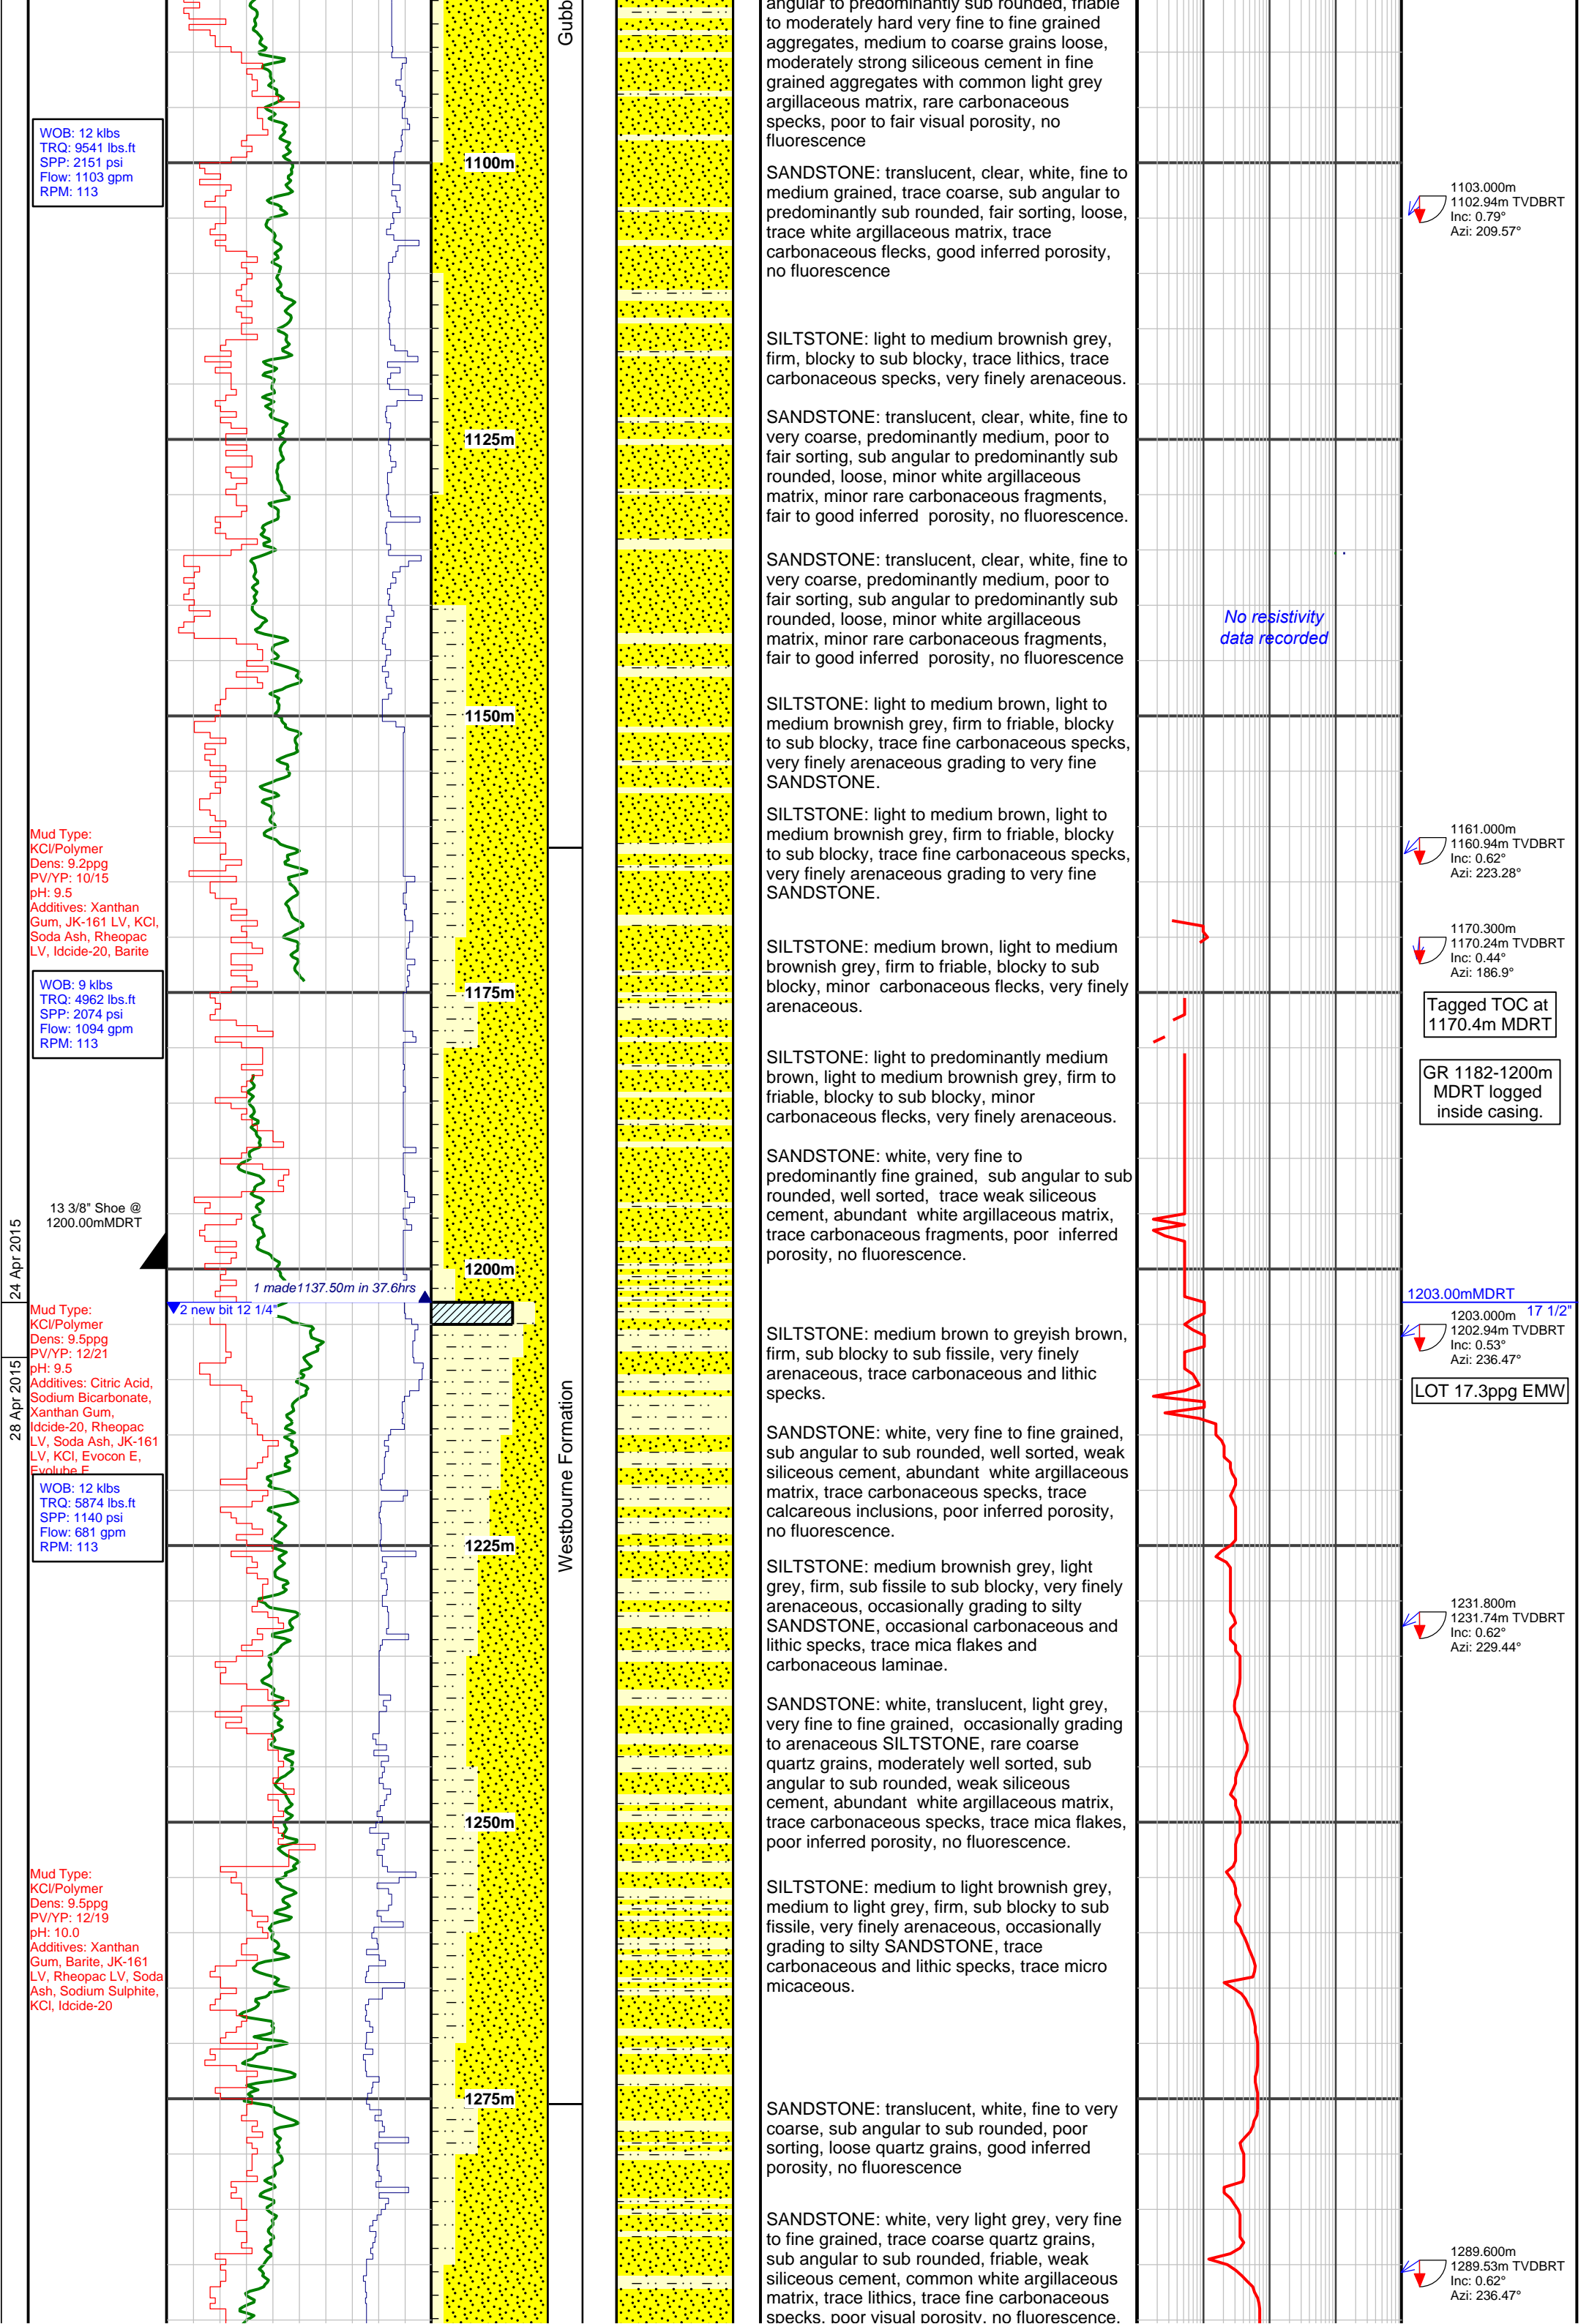 24 Apr 2015
28 Apr 2015
WOB: 12 klbs
TRQ: 9541 lbs.ft
SPP: 2151 psi
Flow: 1103 gpm
RPM: 113
Mud Type:
KCl/Polymer
Dens: 9.2ppg
PV/YP: 10/15
pH: 9.5
Additives: Xanthan
Gum, JK-161 LV, KCl,
Soda Ash, Rheopac
LV, Idcide-20, Barite
WOB: 9 klbs
TRQ: 4962 lbs.ft
SPP: 2074 psi
Flow: 1094 gpm
RPM: 113
13 3/8" Shoe @
1200.00mMDRT
Mud Type:
KCl/Polymer
Dens: 9.5ppg
PV/YP: 12/21
pH: 9.5
Additives: Citric Acid,
Sodium Bicarbonate,
Xanthan Gum,
Idcide-20, Rheopac
LV, Soda Ash, JK-161
LV, KCl, Evocon E,
Evolube E
WOB: 12 klbs
TRQ: 5874 lbs.ft
SPP: 1140 psi
Flow: 681 gpm
RPM: 113
Mud Type:
KCl/Polymer
Dens: 9.5ppg
PV/YP: 12/19
pH: 10.0
Additives: Xanthan
Gum, Barite, JK-161
LV, Rheopac LV, Soda
Ash, Sodium Sulphite,
KCl, Idcide-20
1 made1137.50m in 37.6hrs
2 new bit 12 1/4"
1100m
1125m
1150m
1175m
1200m
1225m
1250m
1275m
Gubb
Westbourne Formation
angular to predominantly sub rounded, friable
to moderately hard very fine to fine grained
aggregates, medium to coarse grains loose,
moderately strong siliceous cement in fine
grained aggregates with common light grey
argillaceous matrix, rare carbonaceous
specks, poor to fair visual porosity, no
fluorescence
SANDSTONE: translucent, clear, white, fine to
medium grained, trace coarse, sub angular to
predominantly sub rounded, fair sorting, loose,
trace white argillaceous matrix, trace
carbonaceous flecks, good inferred porosity,
no fluorescence
SILTSTONE: light to medium brownish grey,
firm, blocky to sub blocky, trace lithics, trace
carbonaceous specks, very finely arenaceous.
SANDSTONE: translucent, clear, white, fine to
very coarse, predominantly medium, poor to
fair sorting, sub angular to predominantly sub
rounded, loose, minor white argillaceous
matrix, minor rare carbonaceous fragments,
fair to good inferred  porosity, no fluorescence.
SANDSTONE: translucent, clear, white, fine to
very coarse, predominantly medium, poor to
fair sorting, sub angular to predominantly sub
rounded, loose, minor white argillaceous
matrix, minor rare carbonaceous fragments,
fair to good inferred  porosity, no fluorescence
SILTSTONE: light to medium brown, light to
medium brownish grey, firm to friable, blocky
to sub blocky, trace fine carbonaceous specks,
very finely arenaceous grading to very fine
SANDSTONE.
SILTSTONE: light to medium brown, light to
medium brownish grey, firm to friable, blocky
to sub blocky, trace fine carbonaceous specks,
very finely arenaceous grading to very fine
SANDSTONE.
SILTSTONE: medium brown, light to medium
brownish grey, firm to friable, blocky to sub
blocky, minor  carbonaceous flecks, very finely
arenaceous.
SILTSTONE: light to predominantly medium
brown, light to medium brownish grey, firm to
friable, blocky to sub blocky, minor
carbonaceous flecks, very finely arenaceous.
SANDSTONE: white, very fine to
predominantly fine grained,  sub angular to sub
rounded, well sorted,  trace weak siliceous
cement, abundant  white argillaceous matrix,
trace carbonaceous fragments, poor  inferred
porosity, no fluorescence.
SILTSTONE: medium brown to greyish brown,
firm, sub blocky to sub fissile, very finely
arenaceous, trace carbonaceous and lithic
specks.
SANDSTONE: white, very fine to fine grained,
sub angular to sub rounded, well sorted, weak
siliceous cement, abundant  white argillaceous
matrix, trace carbonaceous specks, trace
calcareous inclusions, poor inferred porosity,
no fluorescence.
SILTSTONE: medium brownish grey, light
grey, firm, sub fissile to sub blocky, very finely
arenaceous, occasionally grading to silty
SANDSTONE, occasional carbonaceous and
lithic specks, trace mica flakes and
carbonaceous laminae.
SANDSTONE: white, translucent, light grey,
very fine to fine grained,  occasionally grading
to arenaceous SILTSTONE, rare coarse
quartz grains, moderately well sorted, sub
angular to sub rounded, weak siliceous
cement, abundant  white argillaceous matrix,
trace carbonaceous specks, trace mica flakes,
poor inferred porosity, no fluorescence.
SILTSTONE: medium to light brownish grey,
medium to light grey, firm, sub blocky to sub
fissile, very finely arenaceous, occasionally
grading to silty SANDSTONE, trace
carbonaceous and lithic specks, trace micro
micaceous.
SANDSTONE: translucent, white, fine to very
coarse, sub angular to sub rounded, poor
sorting, loose quartz grains, good inferred
porosity, no fluorescence
SANDSTONE: white, very light grey, very fine
to fine grained, trace coarse quartz grains,
sub angular to sub rounded, friable, weak
siliceous cement, common white argillaceous
matrix, trace lithics, trace fine carbonaceous
specks, poor visual porosity, no fluorescence.
No resistivity
data recorded
1103.000m
1102.94m TVDBRT
Inc: 0.79°
Azi: 209.57°
1161.000m
1160.94m TVDBRT
Inc: 0.62°
Azi: 223.28°
1170.300m
1170.24m TVDBRT
Inc: 0.44°
Azi: 186.9°
Tagged TOC at
1170.4m MDRT
GR 1182-1200m
MDRT logged
inside casing.
1203.00mMDRT
17 1/2"
1203.000m
1202.94m TVDBRT
Inc: 0.53°
Azi: 236.47°
LOT 17.3ppg EMW
1231.800m
1231.74m TVDBRT
Inc: 0.62°
Azi: 229.44°
1289.600m
1289.53m TVDBRT
Inc: 0.62°
Azi: 236.47°